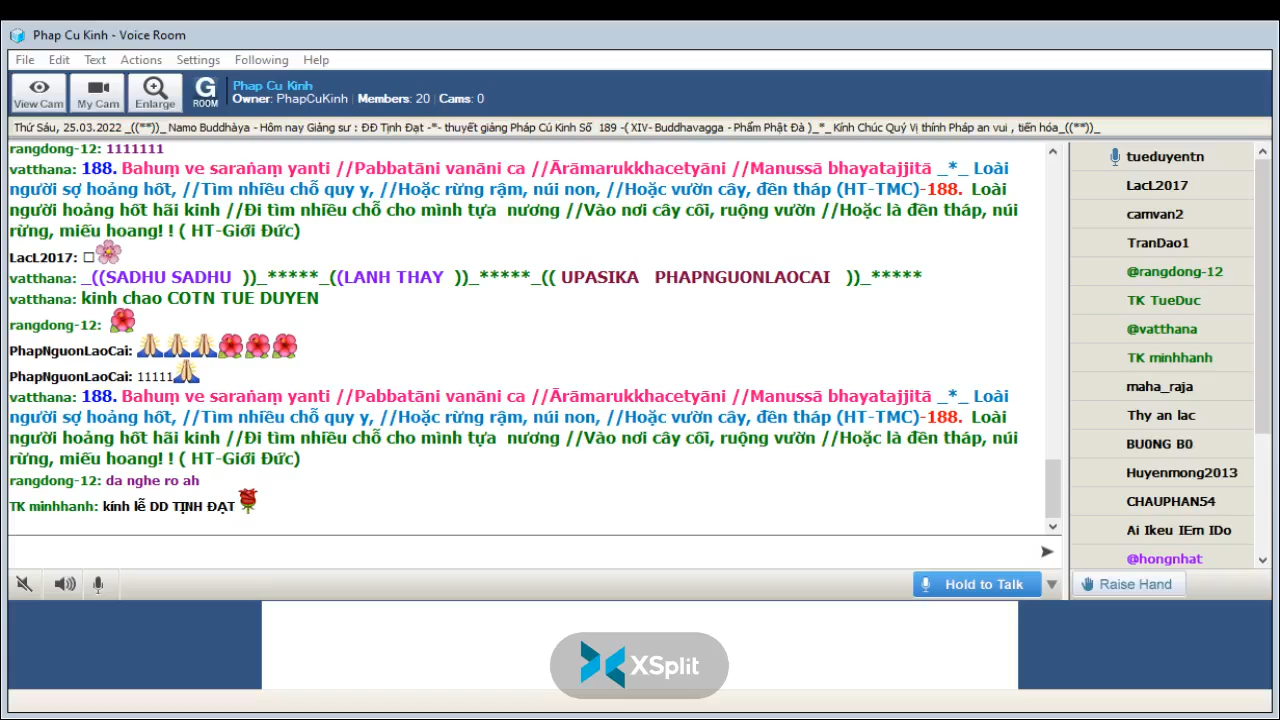 Phap Cu Kinh - Voice Room
File Edit Text Actions Settings Following Help
View Cam My Cam Enlarge G ROOM
Phap Cu Kinh
Owner: PhapCuKinh | Members: 20 | Cams: 0
Thứ Sáu, 25.03.2022 _((**))_ Namo Buddhàya - Hôm nay Giảng sư : ĐĐ Tịnh Đạt -*- thuyết giảng Pháp Cú Kinh Số 189 -( XIV- Buddhavagga - Phẩm Phật Đà )_*_ Kính Chúc Quý Vị thính Pháp an vui , tiến hóa_((**))_
rangdong-12: 1111111
vatthana: 188. Bahuṃ ve saraṅaṃ yanti //Pabbatāni vanāni ca //Ārāmarukkhacetyāni //Manussā bhayatajjitā _*_ Loài
người sợ hoảng hốt, //Tìm nhiều chỗ quy y, //Hoặc rừng rậm, núi non, //Hoặc vườn cây, đền tháp (HT-TMC)-188. Loài
người hoảng hốt hãi kinh //Đi tìm nhiều chỗ cho mình tựa nương //Vào nơi cây cối, ruộng vườn //Hoặc là đền tháp, núi
rừng, miếu hoang! ! ( HT-Giới Đức)
LacL2017: □
vatthana: _((SADHU SADHU ))_*****_((LANH THAY ))_*****_(( UPASIKA PHAPNGUONLAOCAI ))_*****
vatthana: kinh chao COTN TUE DUYEN
rangdong-12:
PhapNguonLaoCai:
PhapNguonLaoCai: 11111
vatthana: 188. Bahuṃ ve saraṅaṃ yanti //Pabbatāni vanāni ca //Ārāmarukkhacetyāni //Manussā bhayatajjitā _*_ Loài
người sợ hoảng hốt, //Tìm nhiều chỗ quy y, //Hoặc rừng rậm, núi non, //Hoặc vườn cây, đền tháp (HT-TMC)-188. Loài
người hoảng hốt hãi kinh //Đi tìm nhiều chỗ cho mình tựa nương //Vào nơi cây cối, ruộng vườn //Hoặc là đền tháp, núi
rừng, miếu hoang! ! ( HT-Giới Đức)
rangdong-12: da nghe ro ah
TK minhhanh: kính lễ DD TỊNH ĐẠT
tueduyentn
LacL2017
camvan2
TranDao1
@rangdong-12
TK TueDuc
@vatthana
TK minhhanh
maha_raja
Thy an lac
BU0NG B0
Huyenmong2013
CHAUPHAN54
Ai Ikeu IEm IDo
@hongnhat
Hold to Talk
Raise Hand
XSplit